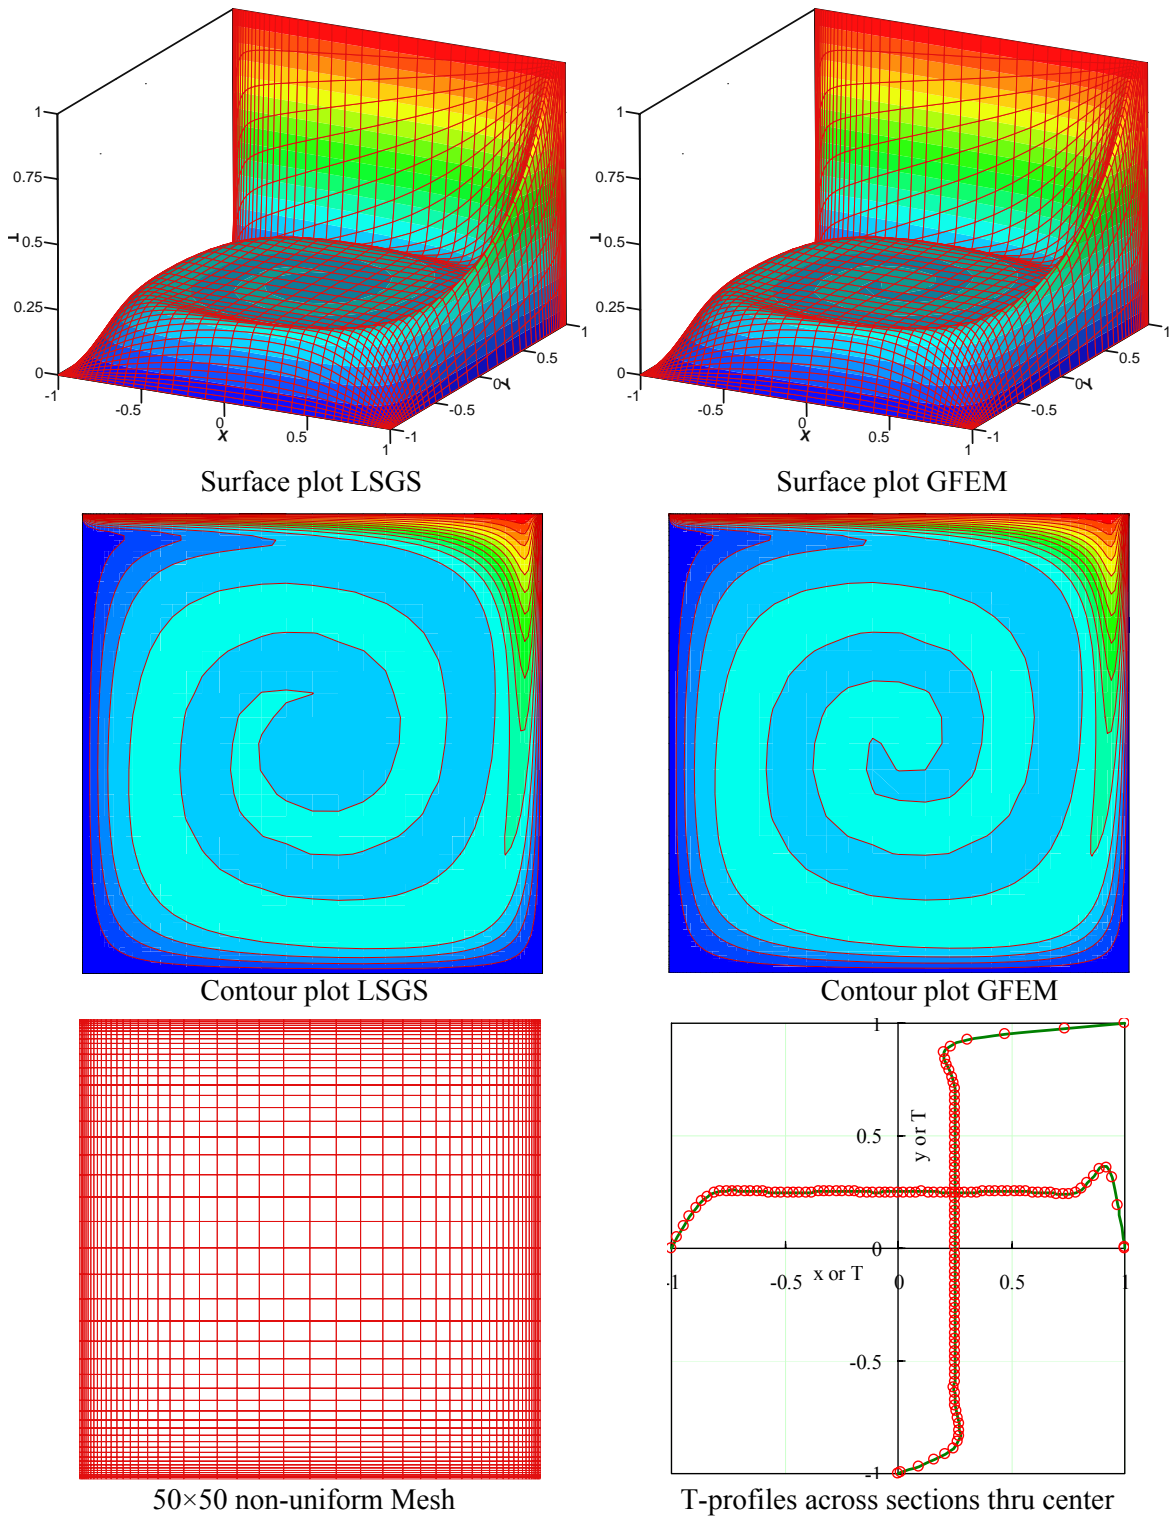 1
0.75
T
0.5
0.25
0
-1
-0.5
0
X
0.5
1
-1
-0.5
0
Y
0.5
1
1
0.75
T
0.5
0.25
0
-1
-0.5
0
X
0.5
1
-1
-0.5
0
Y
0.5
1
Surface plot LSGS
Surface plot GFEM
Contour plot LSGS
Contour plot GFEM
1
y or T
0.5
0
-1
-0.5
x or T
0
0.5
1
-0.5
-1
50×50 non-uniform Mesh
T-profiles across sections thru center